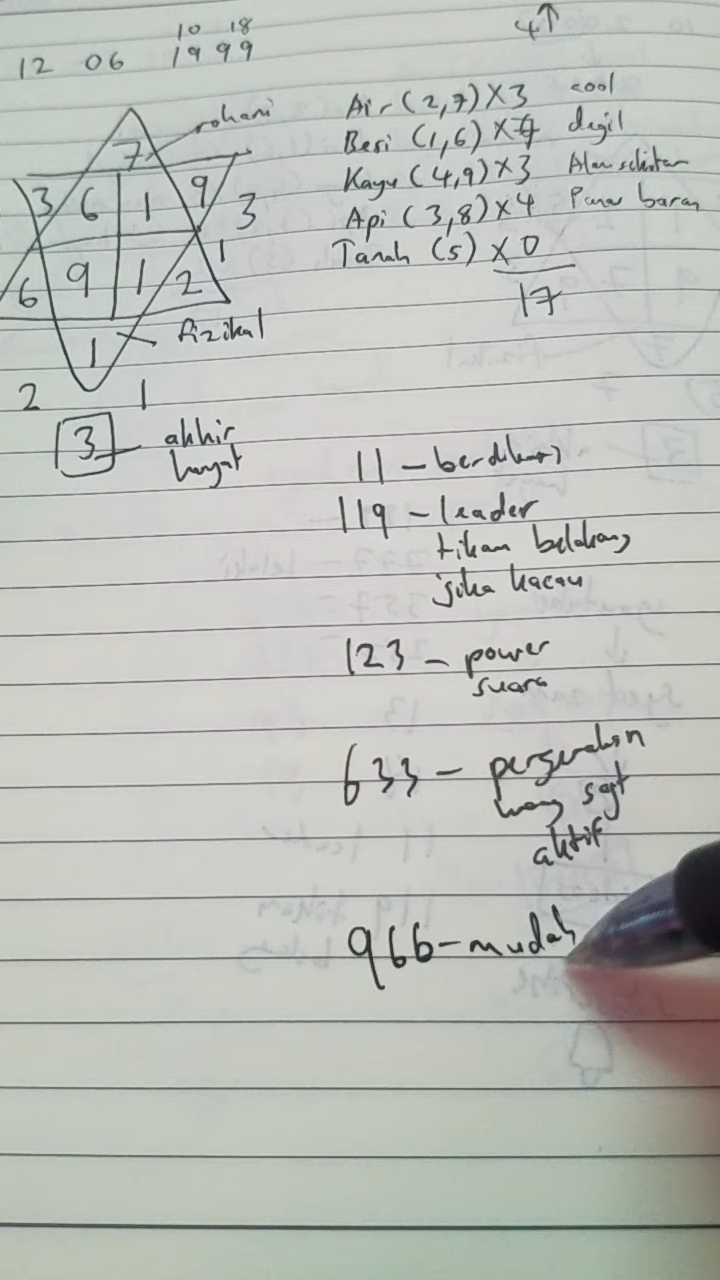 10 18
12 06 19 99
4↑
7 rohani
3 6 1 9 3
6 9 1 2 1
1 fizikal
2 1
3 akhir
hayat
Air (2,7) X 3 cool
Besi (1,6) X degil
Kayu (4,9) X 3 Alam sekitar
Api (3,8) X 4 Panas baran
Tanah (5) X 0
17
11 - berdikari
119 - leader
tikam belakang
jika kacau
123 - power
suara
633 - pergerakan
wang sgt
aktif
966 - mudah